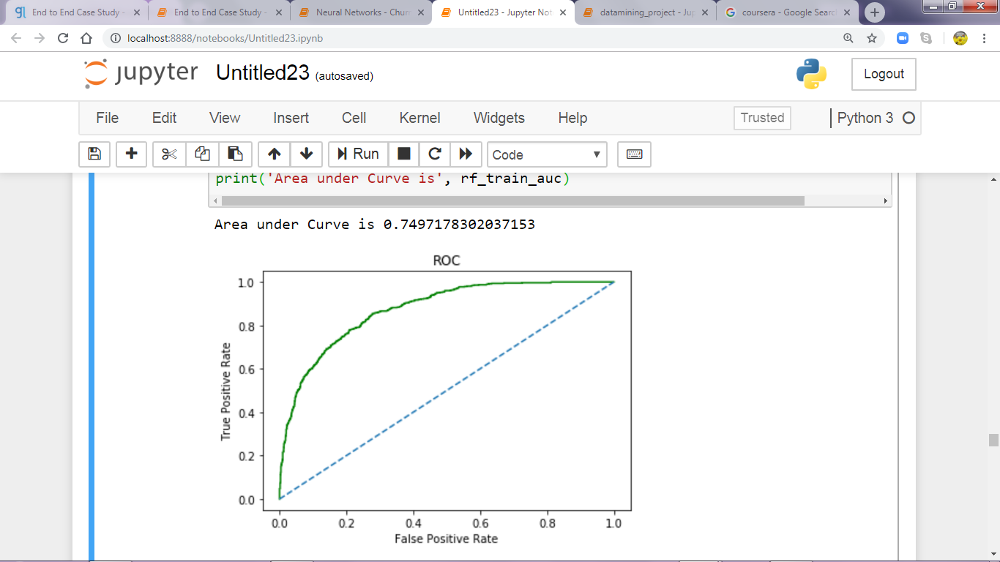 gl End to End Case Study - End to End Case Study - Neural Networks - Chur Untitled23 - Jupyter Not datamining_project - Jup G coursera - Google Searc
localhost:8888/notebooks/Untitled23.ipynb
jupyter Untitled23 (autosaved) Logout
File Edit View Insert Cell Kernel Widgets Help Trusted Python 3
Run Code
print('Area under Curve is', rf_train_auc)
Area under Curve is 0.7497178302037153
ROC
1.0
0.8
0.6
0.4
0.2
0.0
True Positive Rate
0.0 0.2 0.4 0.6 0.8 1.0
False Positive Rate